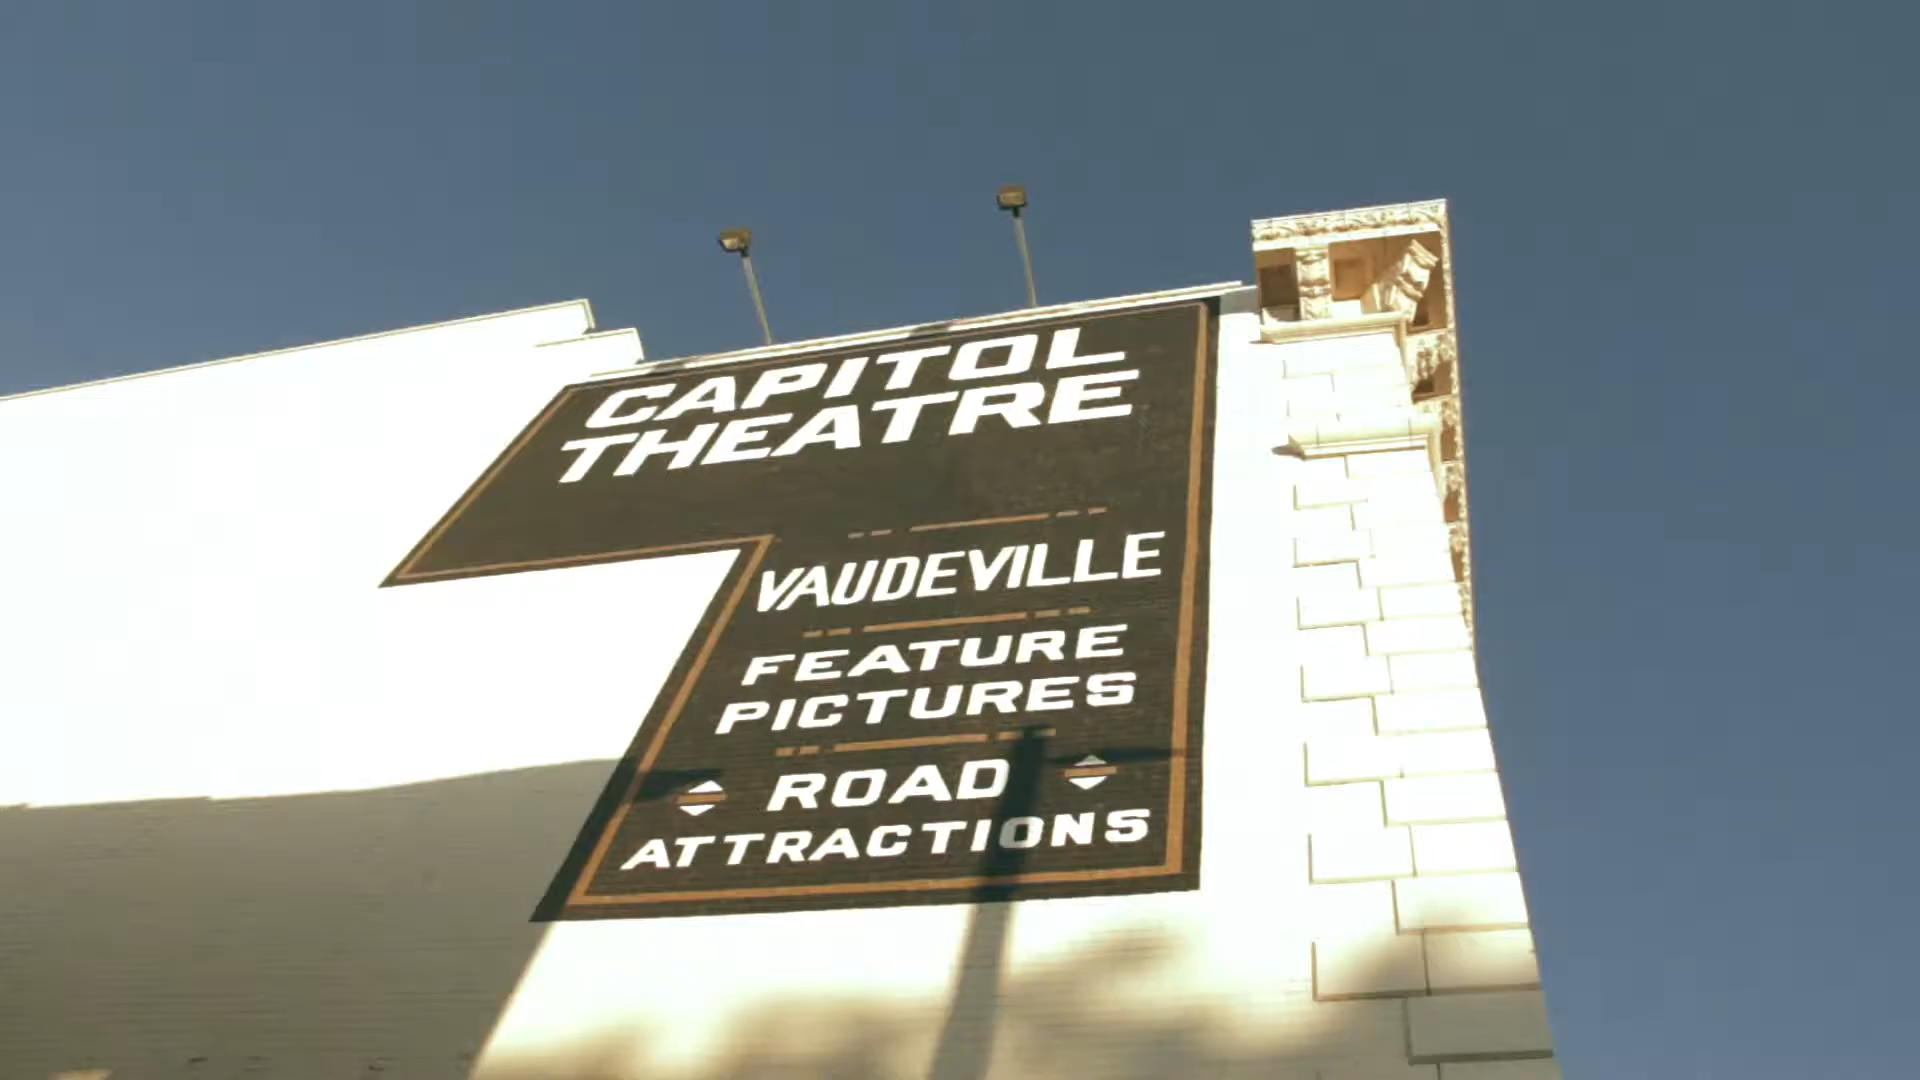 CAPITOL
THEATRE
VAUDEVILLE
FEATURE
PICTURES
ROAD
ATTRACTIONS